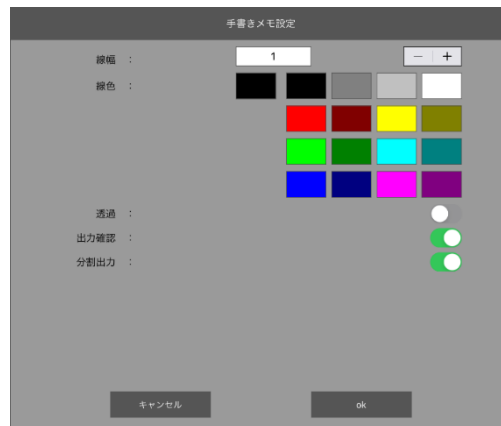 手書きメモ設定
線幅 : 1 − +
線色 :
透過 :
出力確認 :
分割出力 :
キャンセル ok